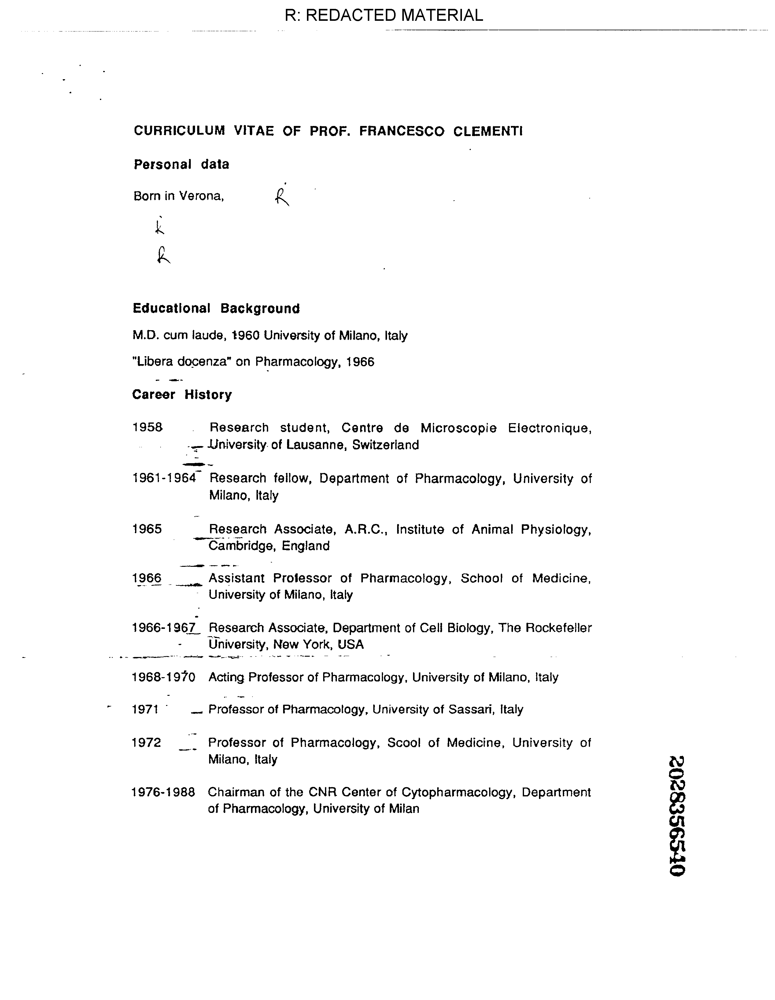 R: REDACTED MATERIAL
CURRICULUM VITAE OF PROF. FRANCESCO CLEMENTI
Personal data
Born in Verona, R
R
R
Educational Background
M.D. cum laude, 1960 University of Milano, Italy
"Libera docenza" on Pharmacology, 1966
Career History
1958 Research student, Centre de Microscopie Electronique,
University of Lausanne, Switzerland
1961-1964 Research fellow, Department of Pharmacology, University of
Milano, Italy
1965 Research Associate, A.R.C., Institute of Animal Physiology,
Cambridge, England
1966 Assistant Professor of Pharmacology, School of Medicine,
University of Milano, Italy
1966-1967 Research Associate, Department of Cell Biology, The Rockefeller
University, New York, USA
1968-1970 Acting Professor of Pharmacology, University of Milano, Italy
1971 Professor of Pharmacology, University of Sassari, Italy
1972 Professor of Pharmacology, Scool of Medicine, University of
Milano, Italy
1976-1988 Chairman of the CNR Center of Cytopharmacology, Department
of Pharmacology, University of Milan
2028356540